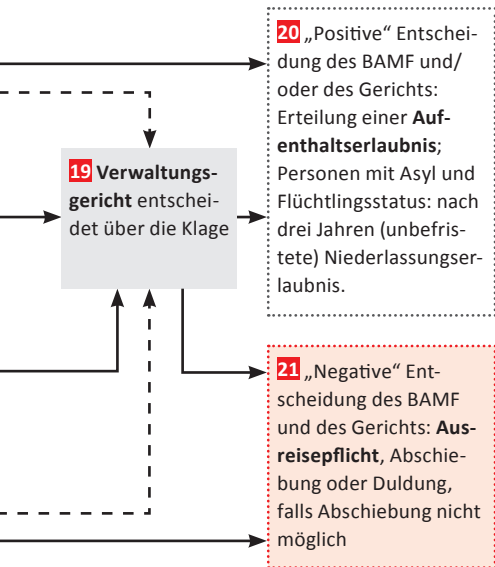 20 „Positive” Entschei-
dung des BAMF und/
oder des Gerichts:
Erteilung einer Auf-
enthaltserlaubnis;
Personen mit Asyl und
Flüchtlingsstatus: nach
drei Jahren (unbefris-
tete) Niederlassungser-
laubnis.
19 Verwaltungs-
gericht entschei-
det über die Klage
21 „Negative” Ent-
scheidung des BAMF
und des Gerichts: Aus-
reisepflicht, Abschie-
bung oder Duldung,
falls Abschiebung nicht
möglich